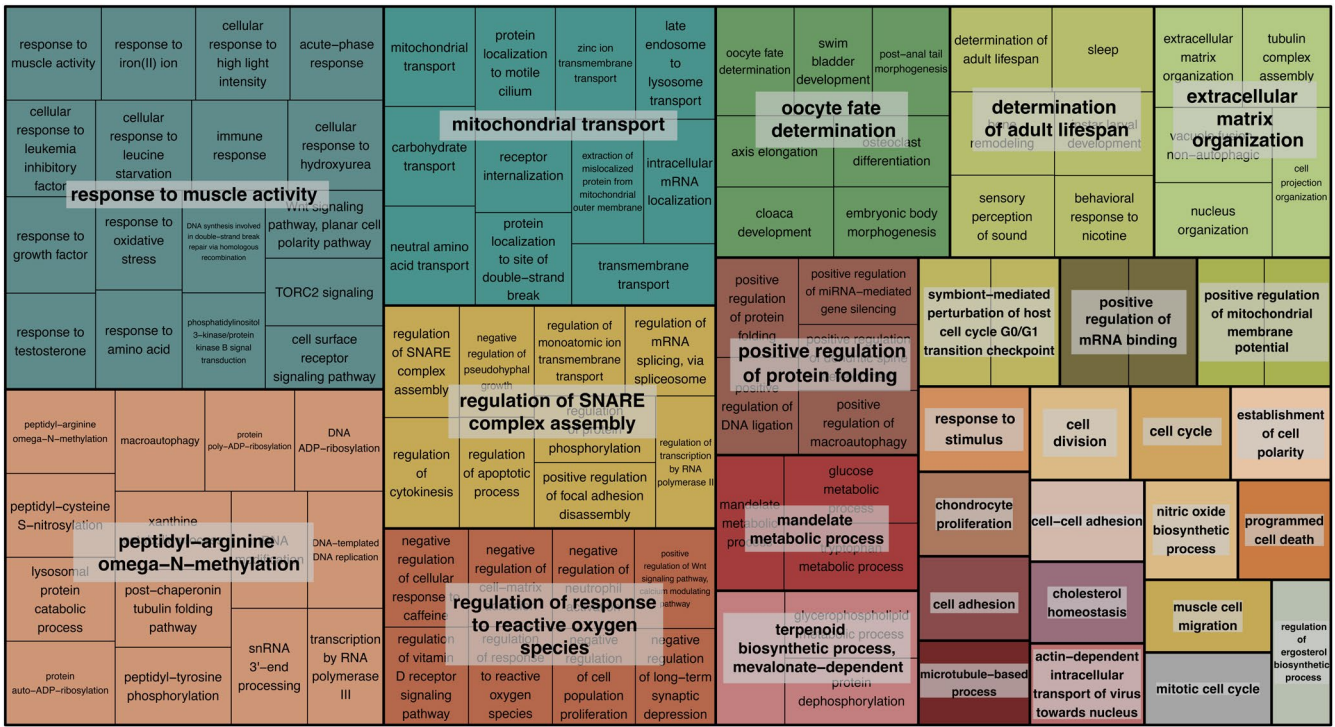 response to
muscle activity
response to
iron(II) ion
cellular
response to
high light
intensity
acute−phase
response
cellular
response to
leukemia
inhibitory
factor
cellular
response to
leucine
starvation
immune
response
cellular
response to
hydroxyurea
response to muscle activity
response to
growth factor
response to
oxidative
stress
DNA synthesis involved
in double−strand break
repair via homologous
recombination
Wnt signaling
pathway, planar cell
polarity pathway
TORC2 signaling
response to
testosterone
response to
amino acid
phosphatidylinositol
3−kinase/protein
kinase B signal
transduction
cell surface
receptor
signaling pathway
peptidyl−arginine
omega−N−methylation
macroautophagy
protein
poly−ADP−ribosylation
DNA
ADP−ribosylation
peptidyl−cysteine
S−nitrosylation
xanthine
DNA−templated
DNA replication
peptidyl−arginine
omega−N−methylation
lysosomal
protein
catabolic
process
post−chaperonin
tubulin folding
pathway
snRNA
3'−end
processing
transcription
by RNA
polymerase
III
protein
auto−ADP−ribosylation
peptidyl−tyrosine
phosphorylation
mitochondrial
transport
protein
localization
to motile
cilium
zinc ion
transmembrane
transport
late
endosome
to
lysosome
transport
mitochondrial transport
carbohydrate
transport
receptor
internalization
extraction of
mislocalized
protein from
mitochondrial
outer membrane
intracellular
mRNA
localization
neutral amino
acid transport
protein
localization
to site of
double−strand
break
transmembrane
transport
regulation
of SNARE
complex
assembly
negative
regulation of
pseudohyphal
growth
regulation of
monoatomic ion
transmembrane
transport
regulation of
mRNA
splicing, via
spliceosome
regulation of SNARE
complex assembly
regulation
of
cytokinesis
regulation
of apoptotic
process
regulation
of protein
phosphorylation
positive regulation
of focal adhesion
disassembly
regulation of
transcription
by RNA
polymerase II
negative
regulation
of cellular
response to
caffeine
negative
regulation of
cell−matrix
negative
regulation of
neutrophil
positive
regulation of Wnt
signaling pathway,
calcium modulating
pathway
regulation of response
to reactive oxygen
species
regulation
of vitamin
D receptor
signaling
pathway
regulation
of response
to reactive
oxygen
species
negative
regulation
of cell
population
proliferation
negative
regulation
of long−term
synaptic
depression
oocyte fate
determination
swim
bladder
development
post−anal tail
morphogenesis
oocyte fate
determination
axis elongation
osteoclast
differentiation
cloaca
development
embryonic body
morphogenesis
determination of
adult lifespan
sleep
determination
of adult lifespan
bone
remodeling
instar larval
development
sensory
perception
of sound
behavioral
response to
nicotine
extracellular
matrix
organization
tubulin
complex
assembly
extracellular
matrix
organization
vacuole fusion,
non−autophagic
cell
projection
organization
nucleus
organization
positive
regulation
of protein
folding
positive regulation
of miRNA−mediated
gene silencing
positive regulation
spine
positive regulation
of protein folding
positive
regulation of
DNA ligation
positive
regulation of
macroautophagy
mandelate
metabolic
process
glucose
metabolic
process
mandelate
metabolic process
tryptophan
metabolic process
glycerophospholipid
metabolic process
terpenoid
biosynthetic process,
mevalonate−dependent
protein
dephosphorylation
symbiont−mediated
perturbation of host
cell cycle G0/G1
transition checkpoint
positive
regulation of
mRNA binding
positive regulation
of mitochondrial
membrane
potential
response to
stimulus
cell
division
cell cycle
establishment
of cell
polarity
chondrocyte
proliferation
cell−cell adhesion
nitric oxide
biosynthetic
process
programmed
cell death
cell adhesion
cholesterol
homeostasis
muscle cell
migration
regulation
of
ergosterol
biosynthetic
process
microtubule−based
process
actin−dependent
intracellular
transport of virus
towards nucleus
mitotic cell cycle